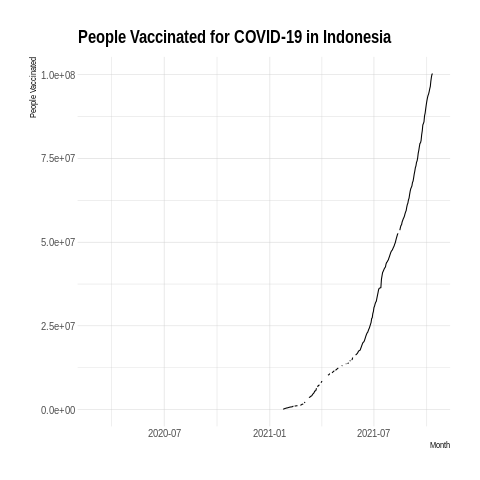 People Vaccinated for COVID-19 in Indonesia
People Vaccinated
1.0e+08
7.5e+07
5.0e+07
2.5e+07
0.0e+00
2020-07
2021-01
2021-07
Month